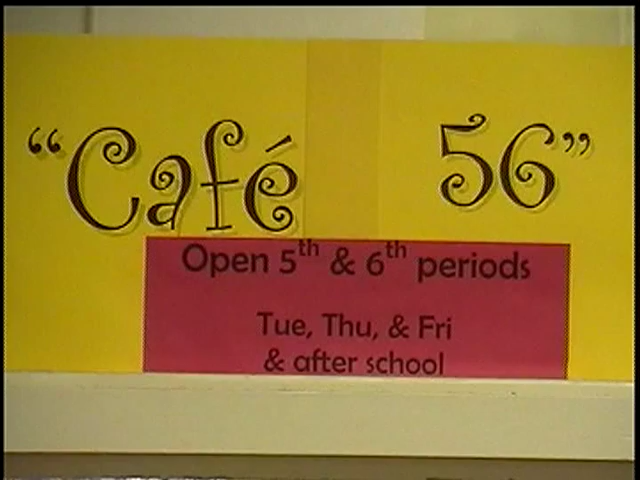 “Café 56”
Open 5th & 6th periods
Tue, Thu, & Fri
& after school